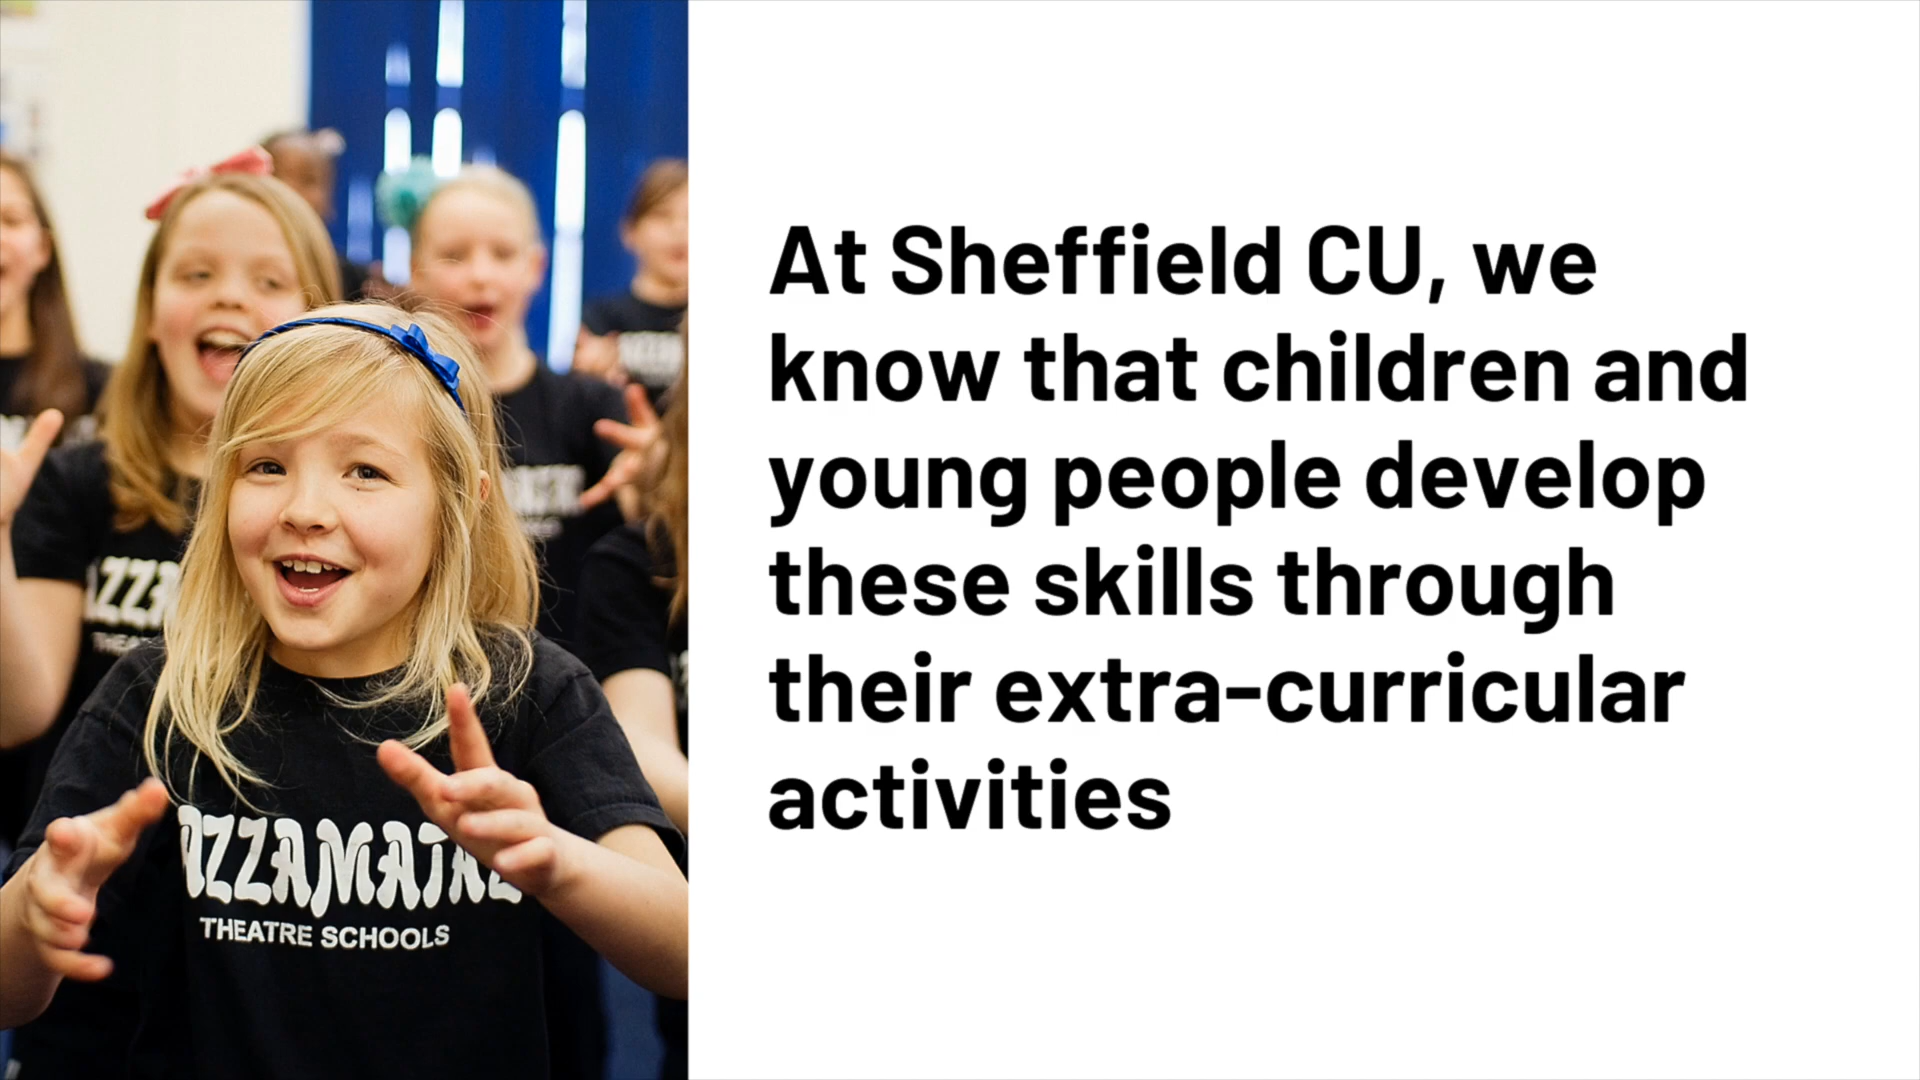 At Sheffield CU, we
know that children and
young people develop
these skills through
their extra-curricular
activities
AZZAMATAZ
THEATRE SCHOOLS